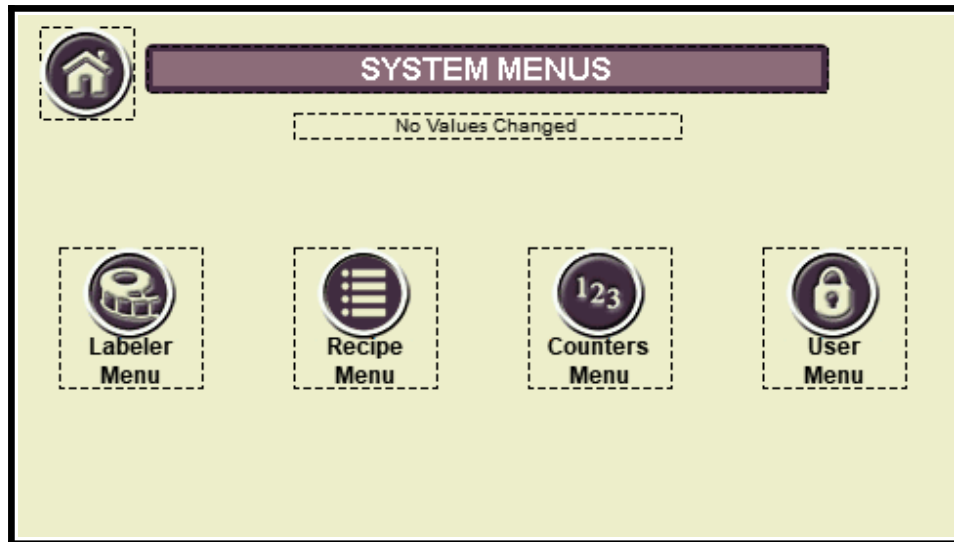 SYSTEM MENUS
No Values Changed
Labeler
Menu
Recipe
Menu
123
Counters
Menu
User
Menu